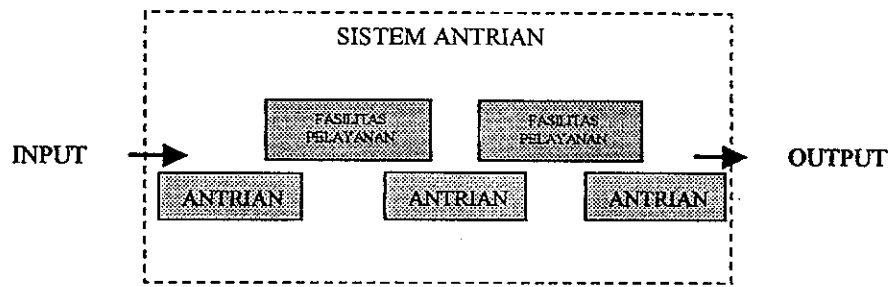 SISTEM ANTRIAN
FASILITAS
PELAYANAN
FASILITAS
PELAYANAN
INPUT
OUTPUT
ANTRIAN
ANTRIAN
ANTRIAN